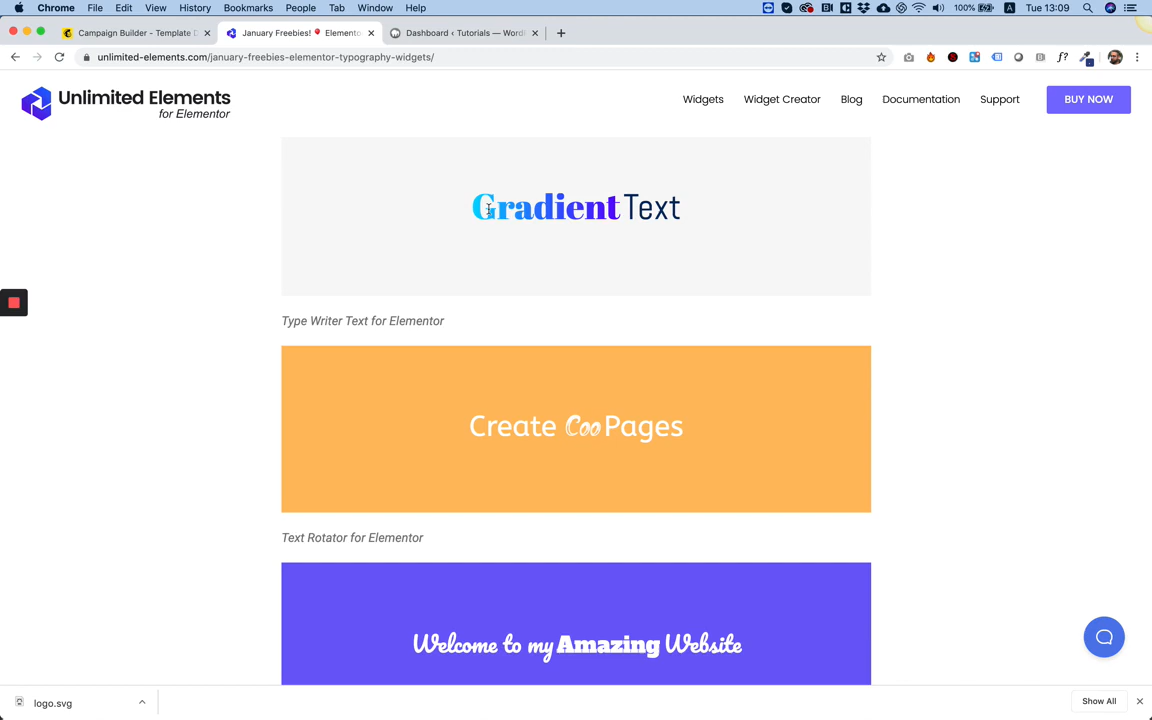 Chrome File Edit View History Bookmarks People Tab Window Help
100% Tue 13:09
Campaign Builder - Template D
January Freebies! 🎈 Elemento
Dashboard ‹ Tutorials — Word
unlimited-elements.com/january-freebies-elementor-typography-widgets/
Unlimited Elements
for Elementor
Widgets Widget Creator Blog Documentation Support BUY NOW
Gradient Text
Type Writer Text for Elementor
Create Coo Pages
Text Rotator for Elementor
Welcome to my Amazing Website
logo.svg
Show All